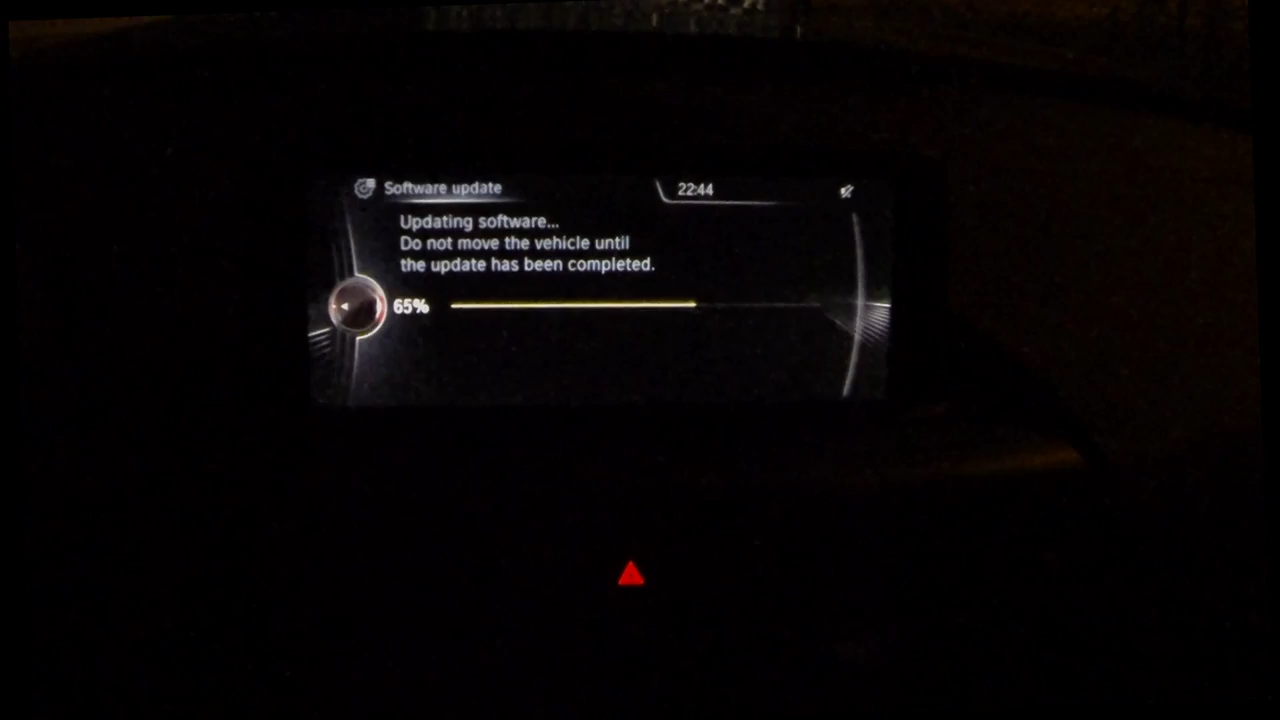 Software update
22:44
Updating software...
Do not move the vehicle until
the update has been completed.
65%